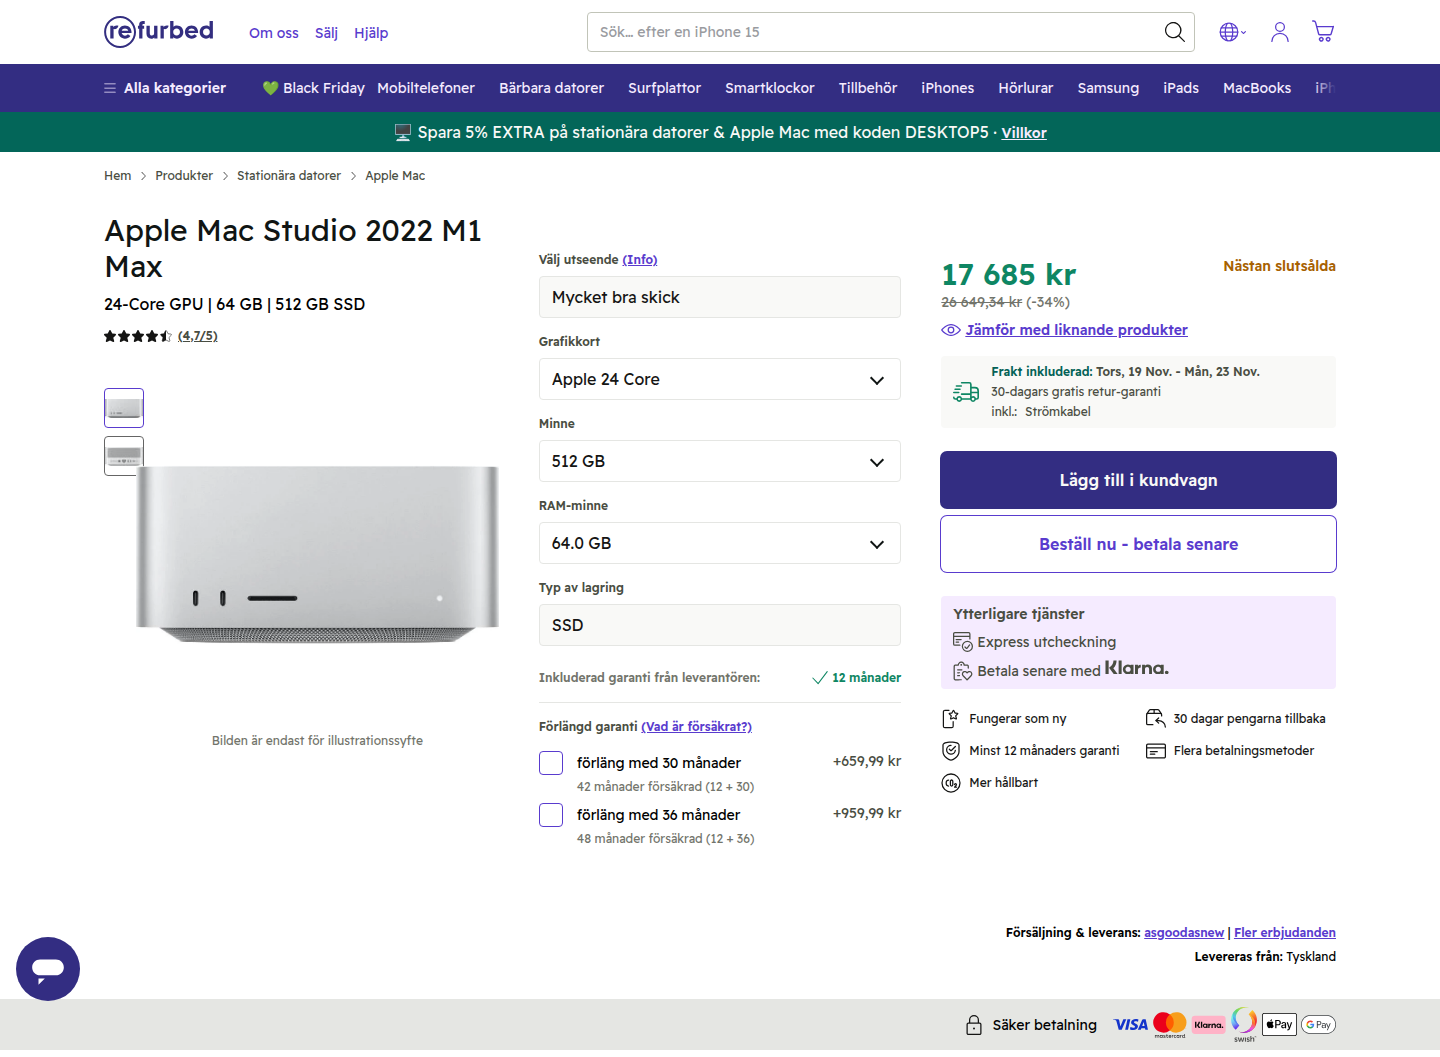 refurbed
Om oss
Sälj
Hjälp
Sök... efter en iPhone 15
Alla kategorier
💚 Black Friday
Mobiltelefoner
Bärbara datorer
Surfplattor
Smartklockor
Tillbehör
iPhones
Hörlurar
Samsung
iPads
MacBooks
iPh
🖥️ Spara 5% EXTRA på stationära datorer & Apple Mac med koden DESKTOP5 · Villkor
Hem > Produkter > Stationära datorer > Apple Mac
Apple Mac Studio 2022 M1
Max
24-Core GPU | 64 GB | 512 GB SSD
(4,7/5)
Bilden är endast för illustrationssyfte
Välj utseende (Info)
Mycket bra skick
Grafikkort
Apple 24 Core
Minne
512 GB
RAM-minne
64.0 GB
Typ av lagring
SSD
Inkluderad garanti från leverantören:
12 månader
Förlängd garanti (Vad är försäkrat?)
förläng med 30 månader
+659,99 kr
42 månader försäkrad (12 + 30)
förläng med 36 månader
+959,99 kr
48 månader försäkrad (12 + 36)
17 685 kr
Nästan slutsålda
26 649,34 kr (-34%)
Jämför med liknande produkter
Frakt inkluderad: Tors, 19 Nov. - Mån, 23 Nov.
30-dagars gratis retur-garanti
inkl.: Strömkabel
Lägg till i kundvagn
Beställ nu - betala senare
Ytterligare tjänster
Express utcheckning
Betala senare med Klarna.
Fungerar som ny
30 dagar pengarna tillbaka
Minst 12 månaders garanti
Flera betalningsmetoder
Mer hållbart
Försäljning & leverans: asgoodasnew | Fler erbjudanden
Levereras från: Tyskland
Säker betalning
VISA
mastercard
Klarna.
swish
Pay
G Pay